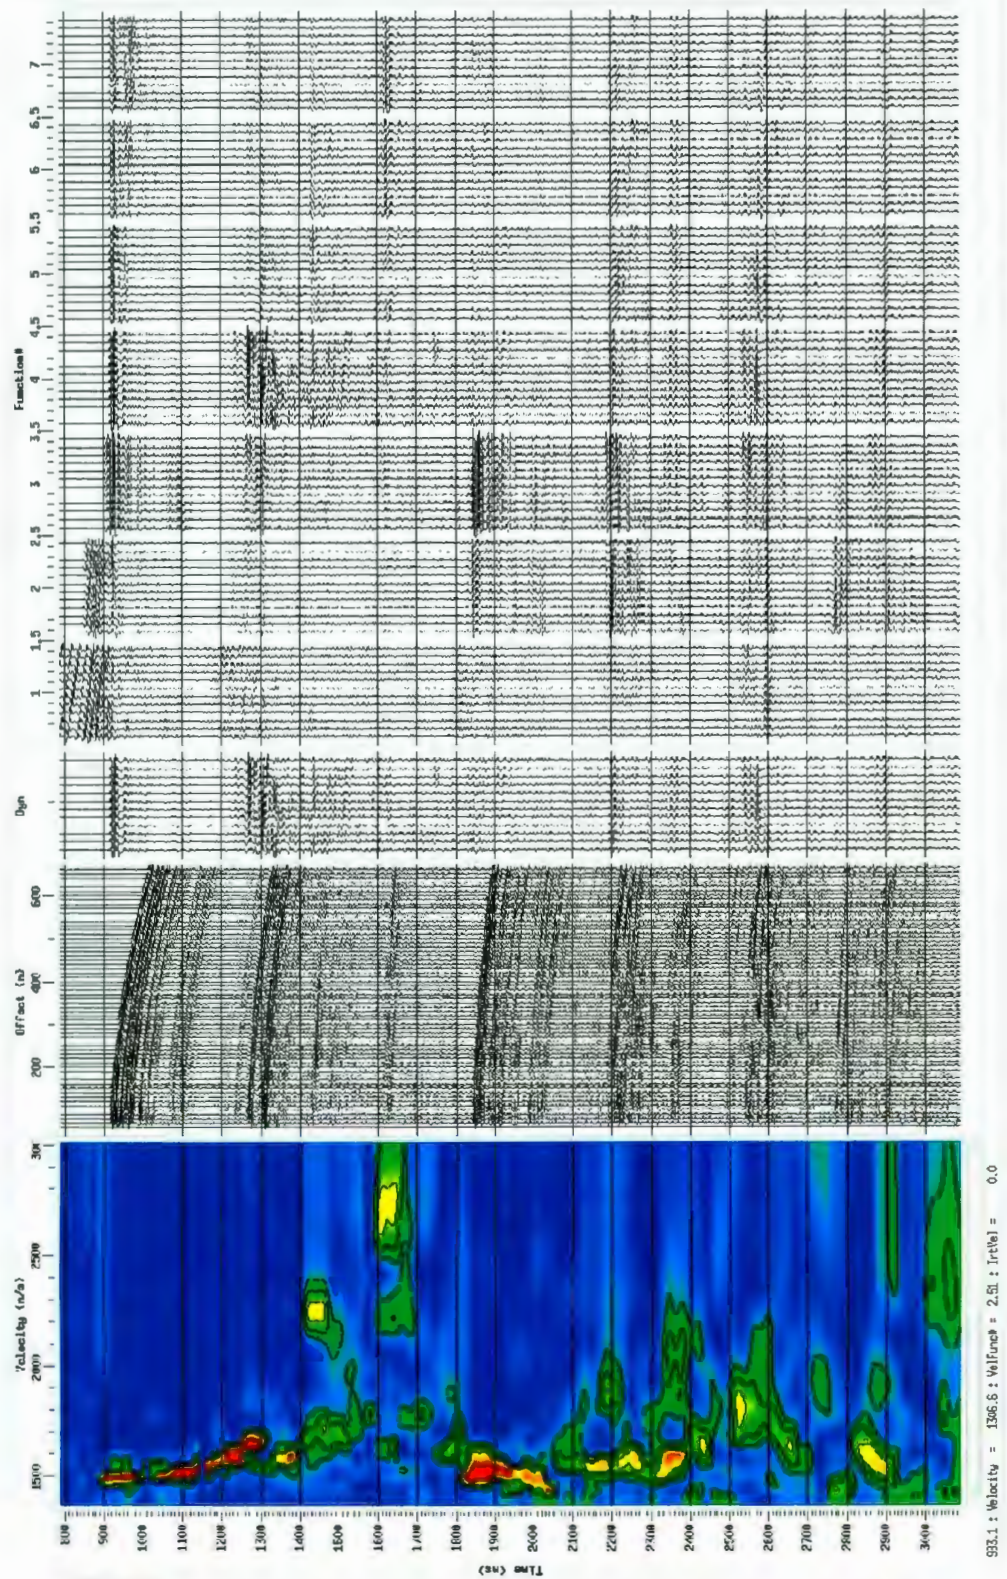 Time (ms)
800 900 1000 1100 1200 1300 1400 1500 1600 1700 1800 1900 2000 2100 2200 2300 2400 2500 2600 2700 2800 2900 3000
Velocity (m/s)
1500 2000 2500 30
Offset (m)
200 400 600
Dyn
Function#
1 1.5 2 2.5 3 3.5 4 4.5 5 5.5 6 6.5 7
933.1 : Velocity = 1306.6 : VelFunc# = 2.51 : IntVel = 0.0